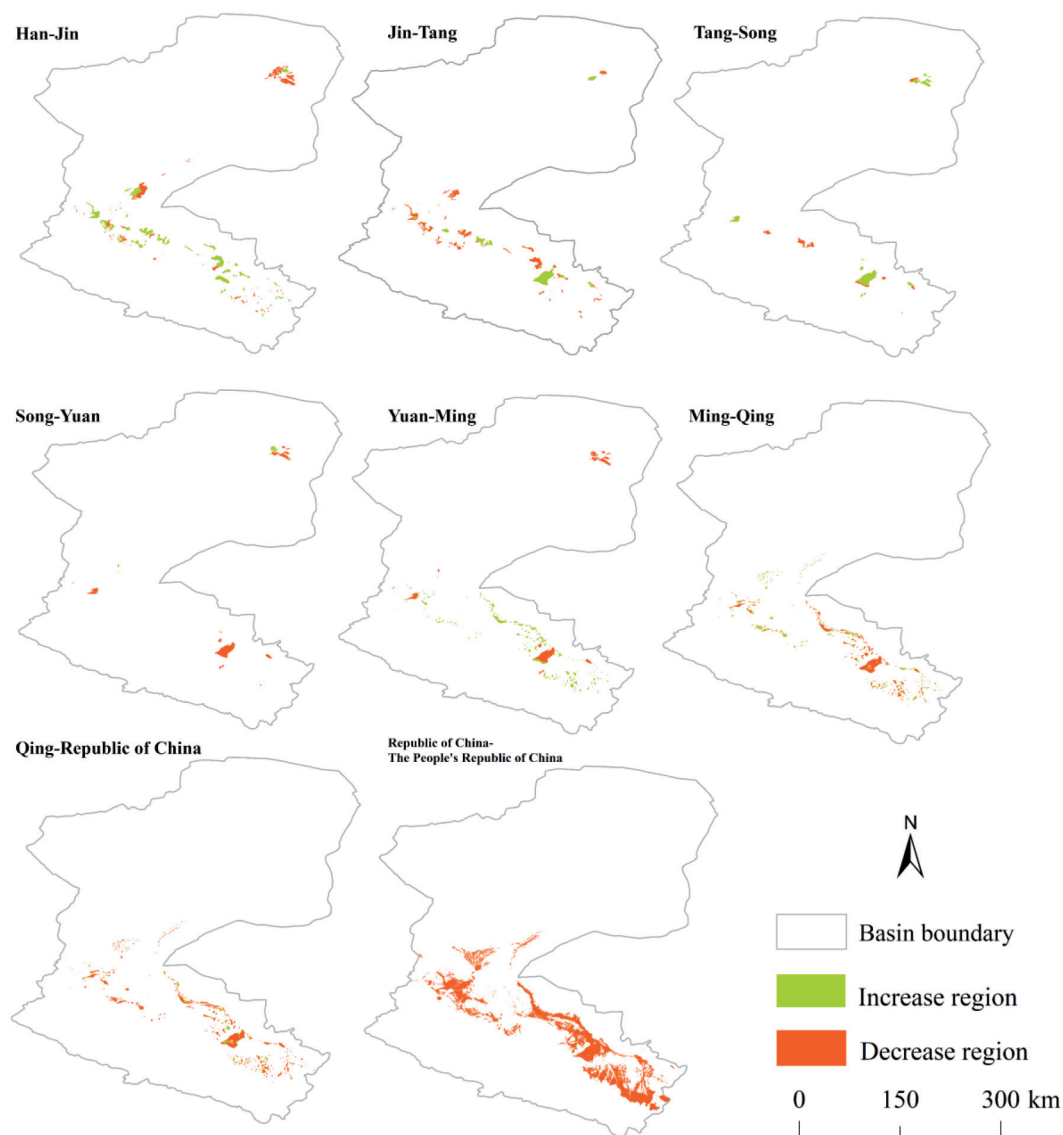 Han-Jin
Jin-Tang
Tang-Song
Song-Yuan
Yuan-Ming
Ming-Qing
Qing-Republic of China
Republic of China-
The People's Republic of China
N
Basin boundary
Increase region
Decrease region
0 150 300 km